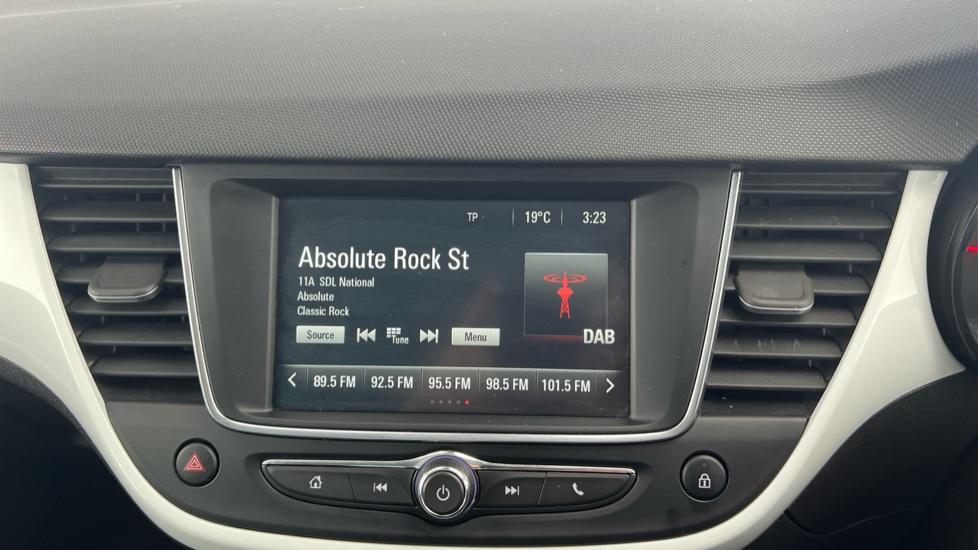 TP 19°C 3:23
Absolute Rock St
11A SDL National
Absolute
Classic Rock
Source Tune Menu
DAB
89.5 FM 92.5 FM 95.5 FM 98.5 FM 101.5 FM